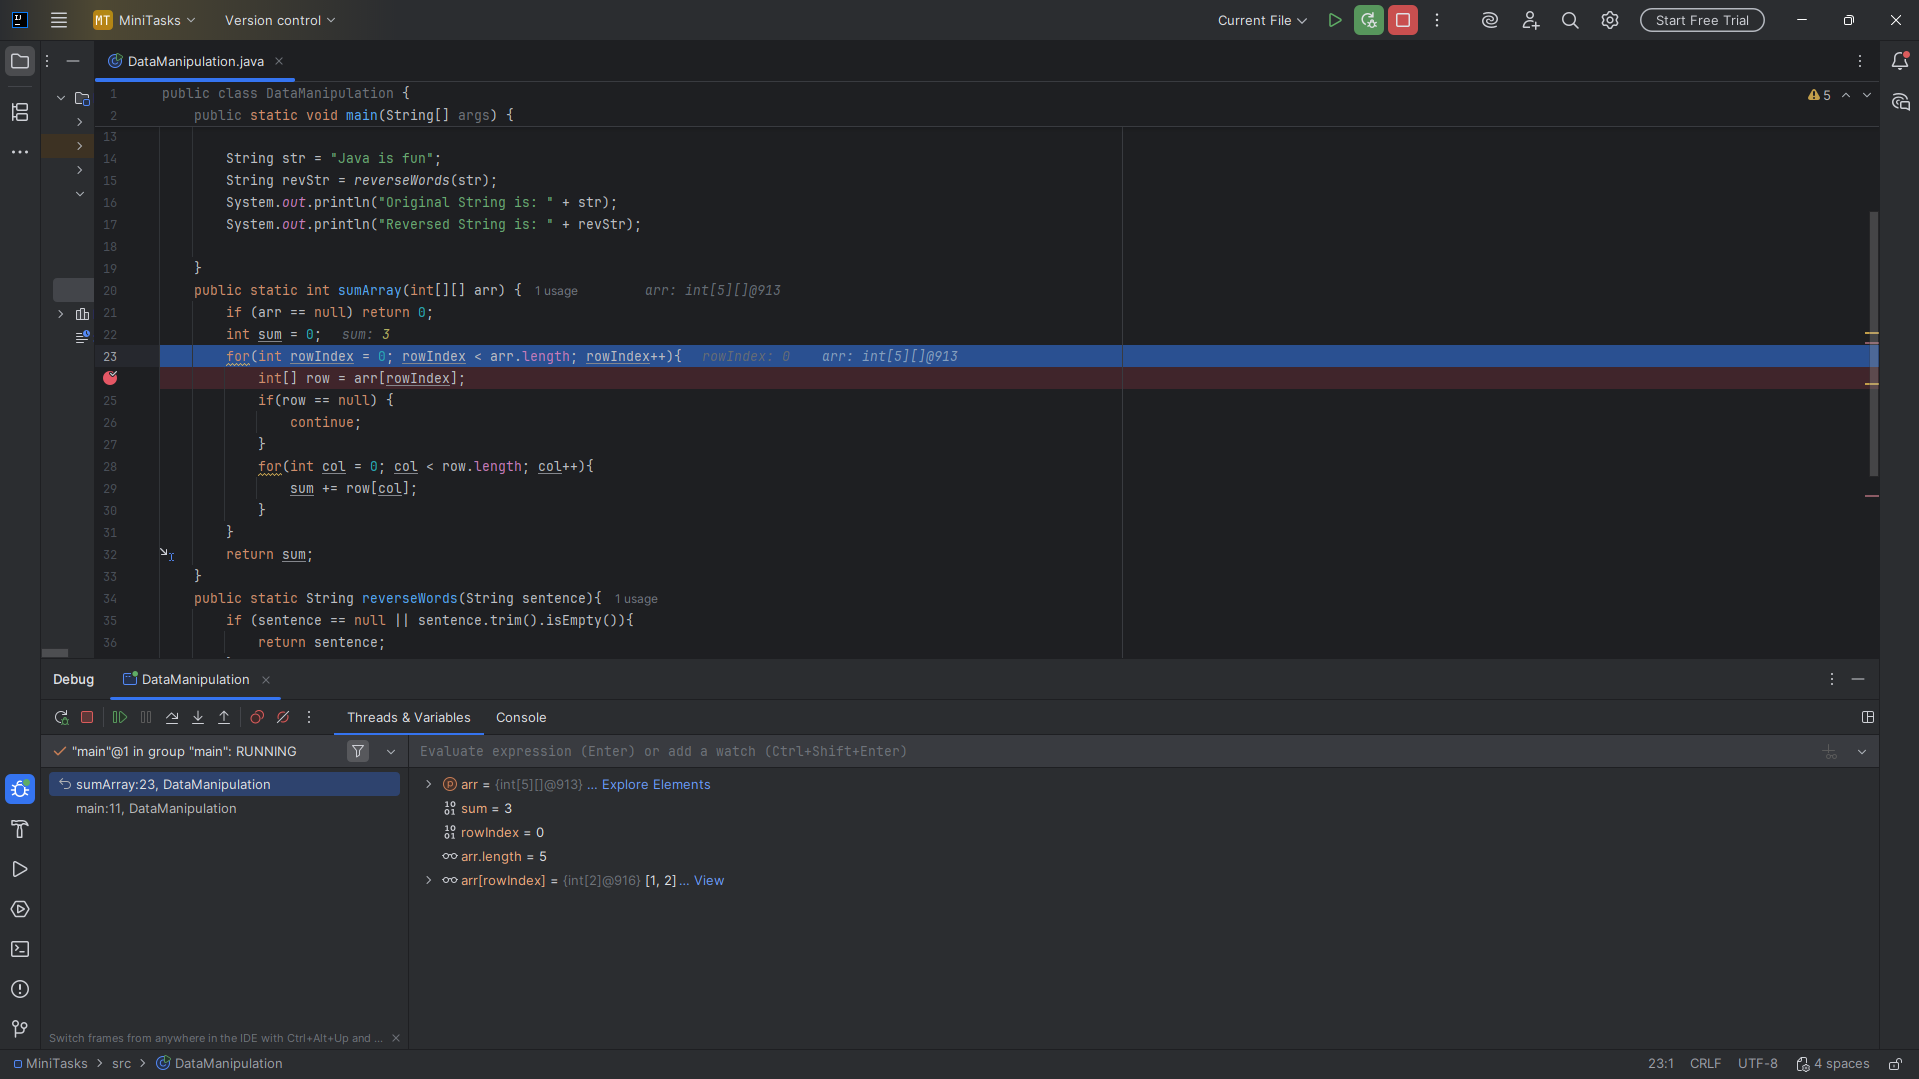 MT MiniTasks Version control Current File Start Free Trial
DataManipulation.java
1 public class DataManipulation {
2 public static void main(String[] args) {
5
13
14 String str = "Java is fun";
15 String revStr = reverseWords(str);
16 System.out.println("Original String is: " + str);
17 System.out.println("Reversed String is: " + revStr);
18
19 }
20 public static int sumArray(int[][] arr) { 1 usage arr: int[5][]@913
21 if (arr == null) return 0;
22 int sum = 0; sum: 3
23 for(int rowIndex = 0; rowIndex < arr.length; rowIndex++){ rowIndex: 0 arr: int[5][]@913
int[] row = arr[rowIndex];
25 if(row == null) {
26 continue;
27 }
28 for(int col = 0; col < row.length; col++){
29 sum += row[col];
30 }
31 }
32 return sum;
33 }
34 public static String reverseWords(String sentence){ 1 usage
35 if (sentence == null || sentence.trim().isEmpty()){
36 return sentence;
Debug DataManipulation
Threads & Variables Console
"main"@1 in group "main": RUNNING
Evaluate expression (Enter) or add a watch (Ctrl+Shift+Enter)
sumArray:23, DataManipulation
main:11, DataManipulation
arr = {int[5][]@913} ... Explore Elements
sum = 3
rowIndex = 0
arr.length = 5
arr[rowIndex] = {int[2]@916} [1, 2] ... View
Switch frames from anywhere in the IDE with Ctrl+Alt+Up and ...
MiniTasks > src > DataManipulation
23:1 CRLF UTF-8 4 spaces